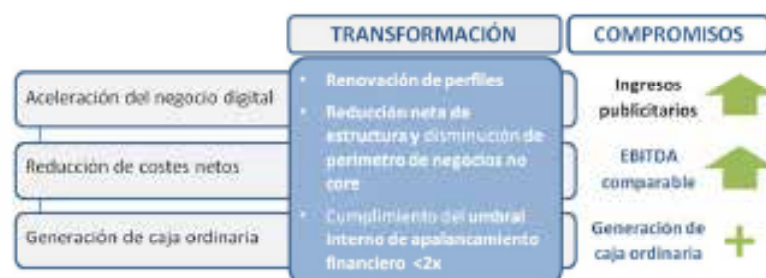 TRANSFORMACIÓN
COMPROMISOS
Aceleración del negocio digital
Reducción de costes netos
Generación de caja ordinaria
• Renovación de perfiles
• Reducción neta de
estructura y disminución de
perímetro de negocios no
core
• Cumplimiento del umbral
interno de apalancamiento
financiero <2x
Ingresos
publicitarios
EBITDA
comparable
Generación de
caja ordinaria
+